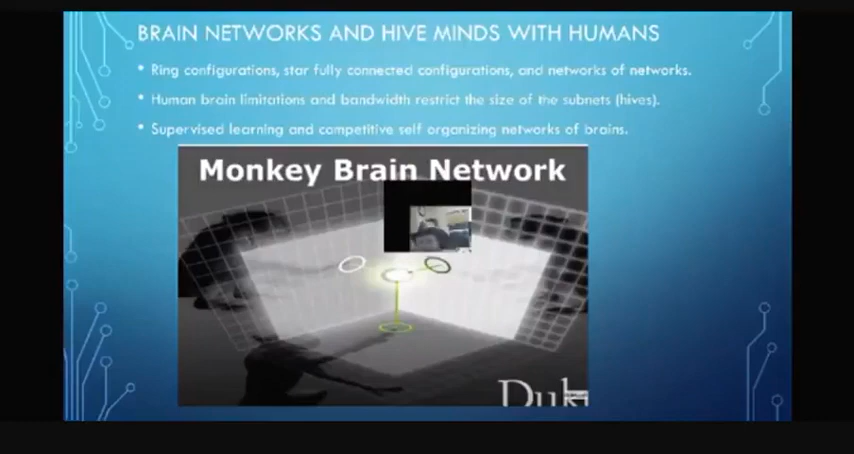 BRAIN NETWORKS AND HIVE MINDS WITH HUMANS
Ring configurations, star fully connected configurations, and networks of networks.
Human brain limitations and bandwidth restrict the size of the subnets (hives).
Supervised learning and competitive self organizing networks of brains.
Monkey Brain Network